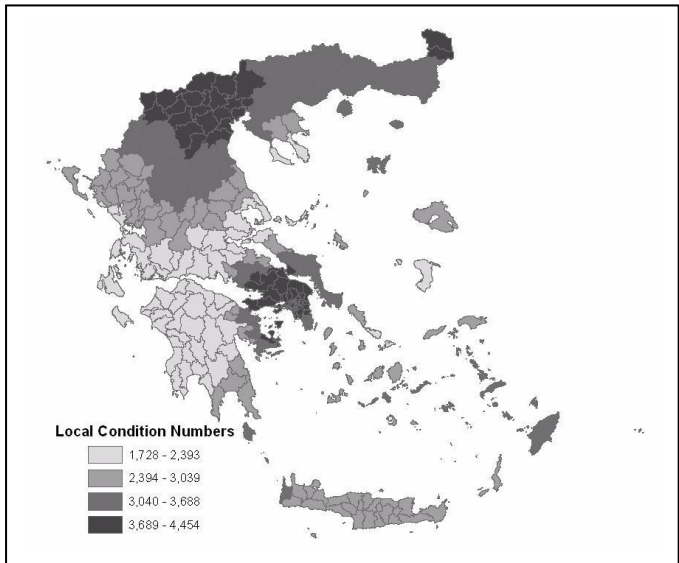 Local Condition Numbers
1,728 - 2,393
2,394 - 3,039
3,040 - 3,688
3,689 - 4,454